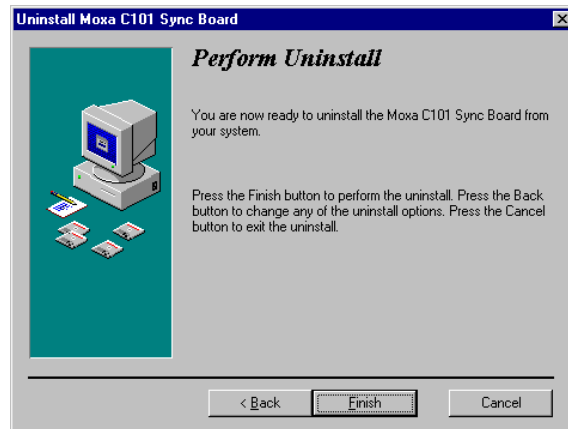 Uninstall Moxa C101 Sync Board
Perform Uninstall
You are now ready to uninstall the Moxa C101 Sync Board from
your system.
Press the Finish button to perform the uninstall. Press the Back
button to change any of the uninstall options. Press the Cancel
button to exit the uninstall.
< Back
Finish
Cancel